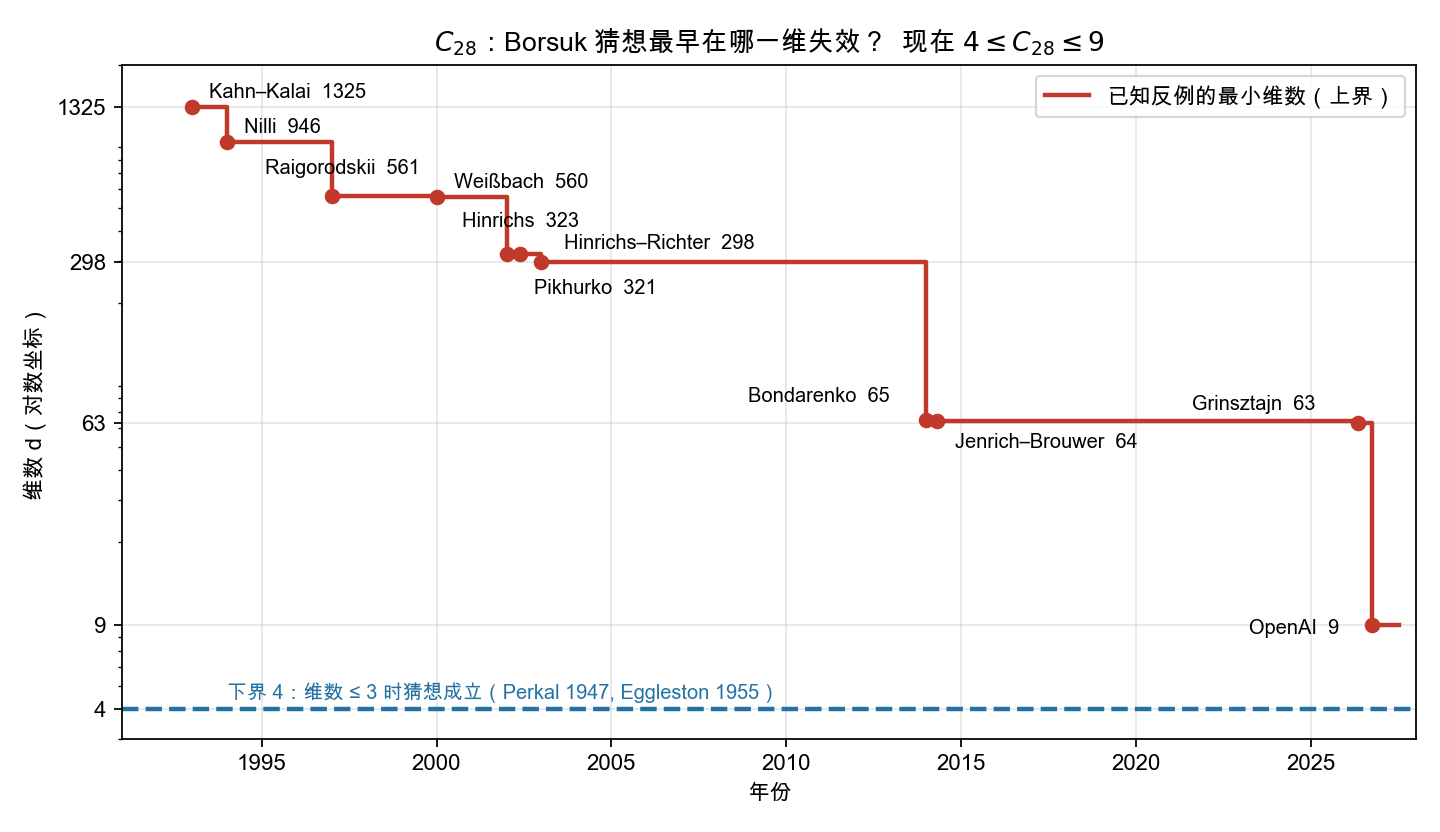 C₂₈：Borsuk 猜想最早在哪一维失效？ 现在 4 ≤ C₂₈ ≤ 9
已知反例的最小维数（上界）
Kahn–Kalai 1325
Nilli 946
Raigorodskii 561
Weißbach 560
Hinrichs 323
Hinrichs–Richter 298
Pikhurko 321
Bondarenko 65
Grinsztajn 63
Jenrich–Brouwer 64
OpenAI 9
下界 4：维数 ≤ 3 时猜想成立（Perkal 1947, Eggleston 1955）
维数 d（对数坐标）
1325
298
63
9
4
1995 2000 2005 2010 2015 2020 2025
年份